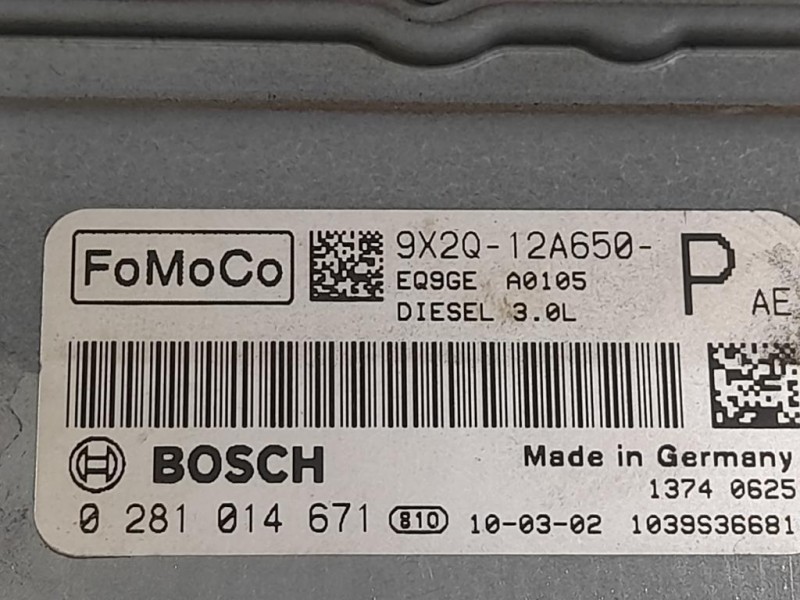 FoMoCo
9X2Q-12A650- P AE
EQ9GE A0105
DIESEL 3.0L
BOSCH
Made in Germany
1374 0625
0 281 014 671 810 10-03-02 1039S36681